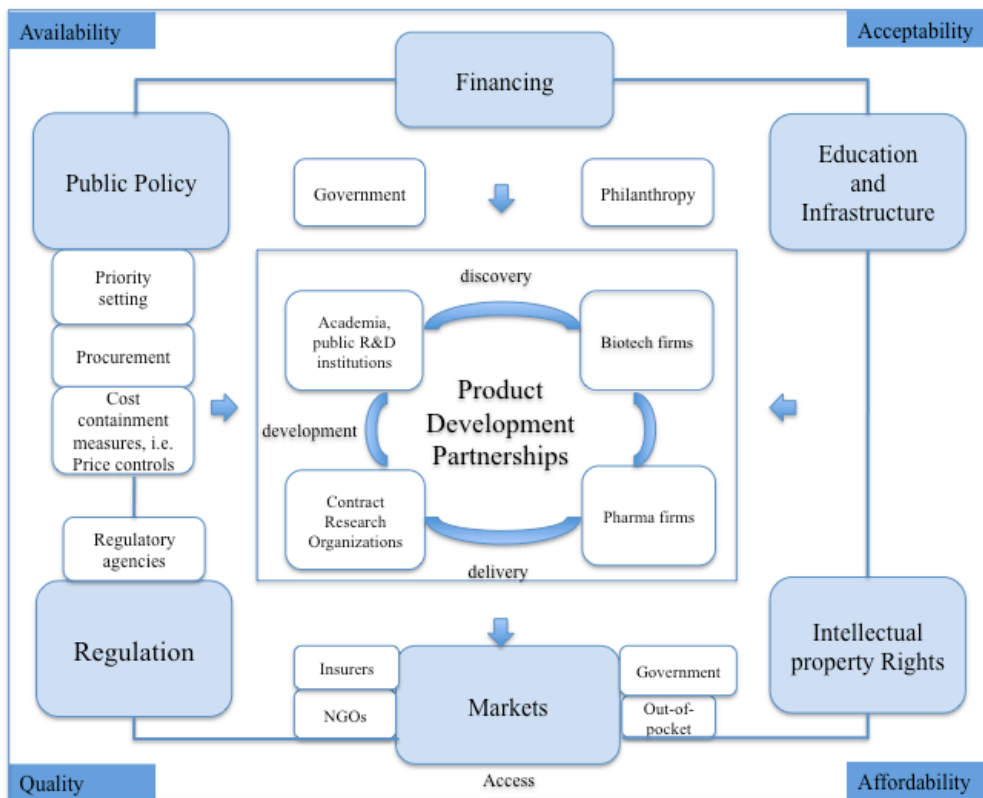 Availability
Acceptability
Financing
Public Policy
Education
and
Infrastructure
Government
Philanthropy
Priority
setting
Procurement
Cost
containment
measures, i.e.
Price controls
discovery
Academia,
public R&D
institutions
Biotech firms
Product
Development
Partnerships
development
Contract
Research
Organizations
Pharma firms
delivery
Regulatory
agencies
Regulation
Intellectual
property Rights
Insurers
NGOs
Markets
Government
Out-of-
pocket
Access
Quality
Affordability